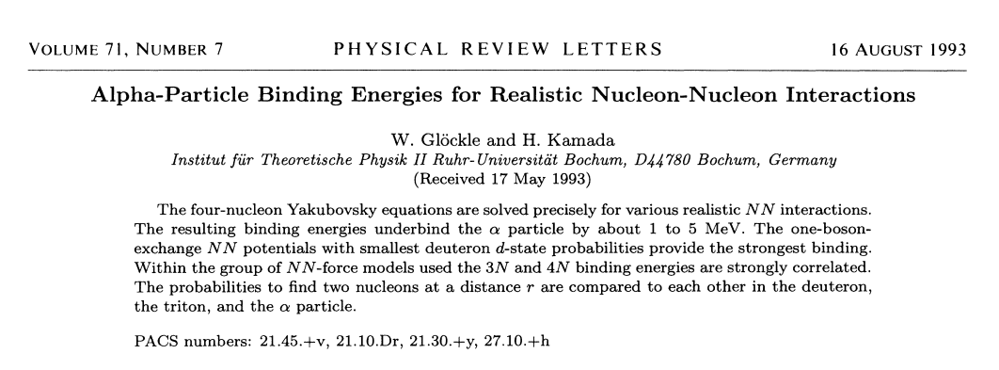 VOLUME 71, NUMBER 7 PHYSICAL REVIEW LETTERS 16 AUGUST 1993
Alpha-Particle Binding Energies for Realistic Nucleon-Nucleon Interactions
W. Glöckle and H. Kamada
Institut für Theoretische Physik II Ruhr-Universität Bochum, D44780 Bochum, Germany
(Received 17 May 1993)
The four-nucleon Yakubovsky equations are solved precisely for various realistic NN interactions.
The resulting binding energies underbind the α particle by about 1 to 5 MeV. The one-boson-
exchange NN potentials with smallest deuteron d-state probabilities provide the strongest binding.
Within the group of NN-force models used the 3N and 4N binding energies are strongly correlated.
The probabilities to find two nucleons at a distance r are compared to each other in the deuteron,
the triton, and the α particle.
PACS numbers: 21.45.+v, 21.10.Dr, 21.30.+y, 27.10.+h